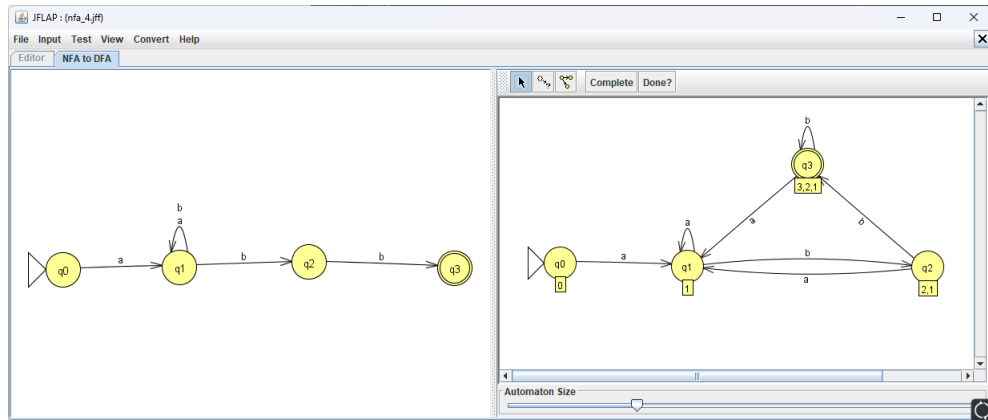 JFLAP : (nfa_4.jff)
File Input Test View Convert Help
Editor NFA to DFA
Complete Done?
b
a
q0 a q1 b q2 b q3
b
q3
3,2,1
a
a
b
q0 a q1 b q2
0 1 a 2,1
Automaton Size